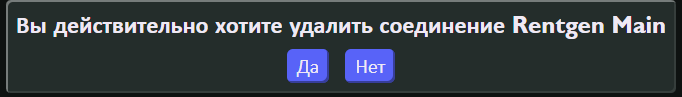 Вы действительно хотите удалить соединение Rentgen Main
Да Нет